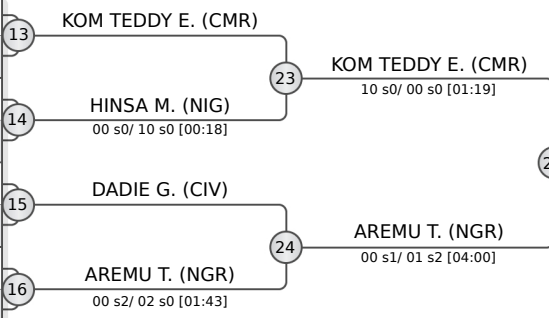 KOM TEDDY E. (CMR)
13
23
KOM TEDDY E. (CMR)
10 s0/ 00 s0 [01:19]
HINSA M. (NIG)
14
00 s0/ 10 s0 [00:18]
2
DADIE G. (CIV)
15
24
AREMU T. (NGR)
00 s1/ 01 s2 [04:00]
AREMU T. (NGR)
16
00 s2/ 02 s0 [01:43]